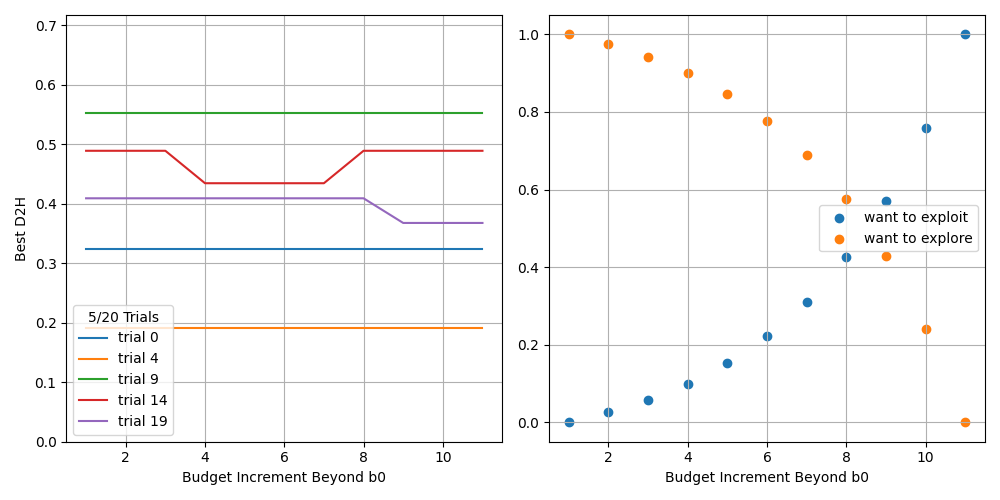 0.7
0.6
0.5
0.4
0.3
0.2
0.1
0.0
Best D2H
5/20 Trials
trial 0
trial 4
trial 9
trial 14
trial 19
2 4 6 8 10
Budget Increment Beyond b0
1.0
0.8
0.6
0.4
0.2
0.0
want to exploit
want to explore
2 4 6 8 10
Budget Increment Beyond b0